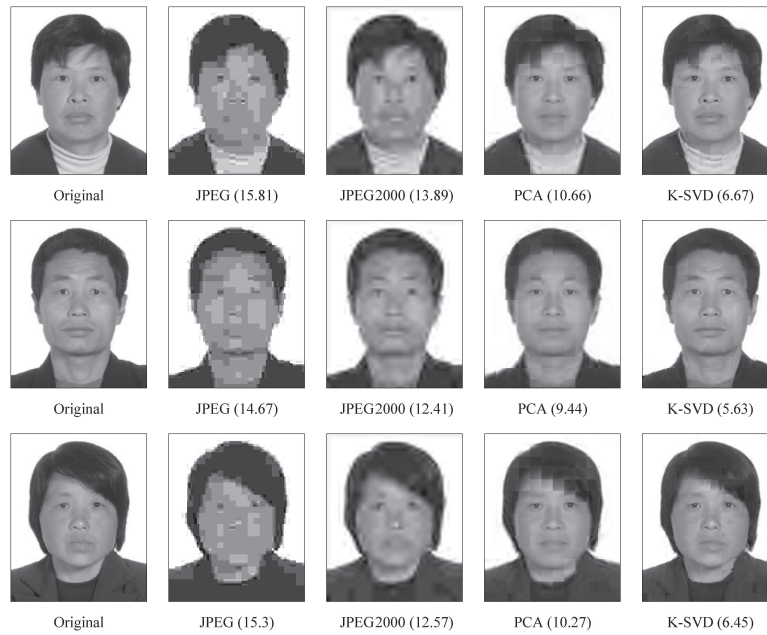 Original JPEG (15.81) JPEG2000 (13.89) PCA (10.66) K-SVD (6.67)
Original JPEG (14.67) JPEG2000 (12.41) PCA (9.44) K-SVD (5.63)
Original JPEG (15.3) JPEG2000 (12.57) PCA (10.27) K-SVD (6.45)